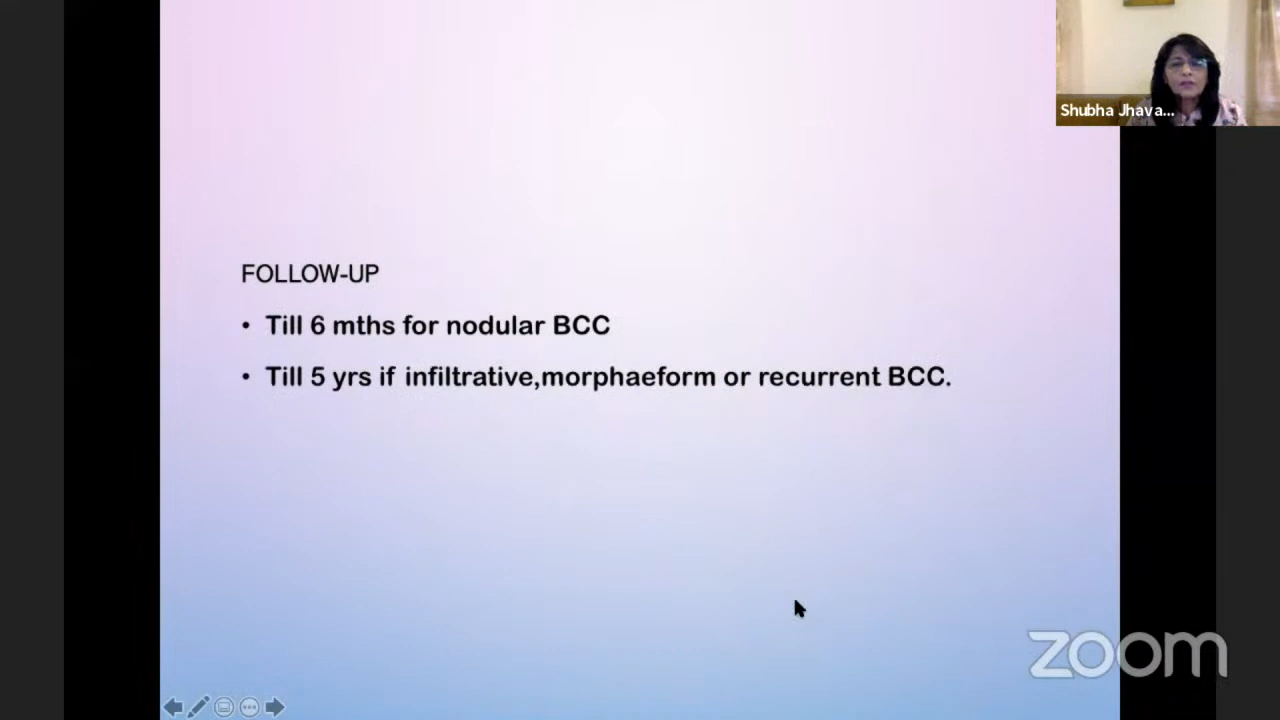 Shubha Jhava...
FOLLOW-UP
• Till 6 mths for nodular BCC
• Till 5 yrs if infiltrative,morphaeform or recurrent BCC.
zoom